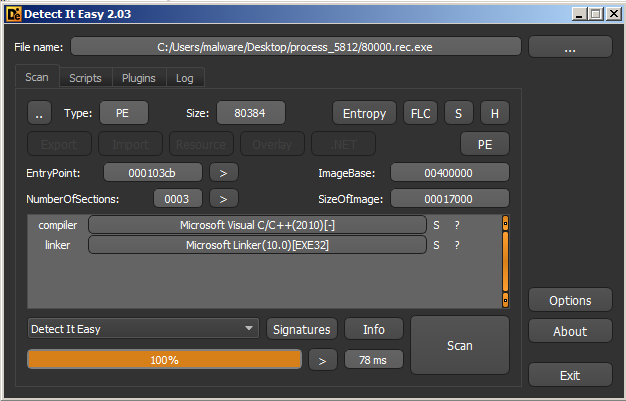 Detect It Easy 2.03
File name: C:/Users/malware/Desktop/process_5812/80000.rec.exe ...
Scan Scripts Plugins Log
.. Type: PE Size: 80384 Entropy FLC S H
Export Import Resource Overlay .NET PE
EntryPoint: 000103cb > ImageBase: 00400000
NumberOfSections: 0003 > SizeOfImage: 00017000
compiler Microsoft Visual C/C++(2010)[-] S ?
linker Microsoft Linker(10.0)[EXE32] S ?
Options
Detect It Easy Signatures Info Scan About
100% > 78 ms
Exit